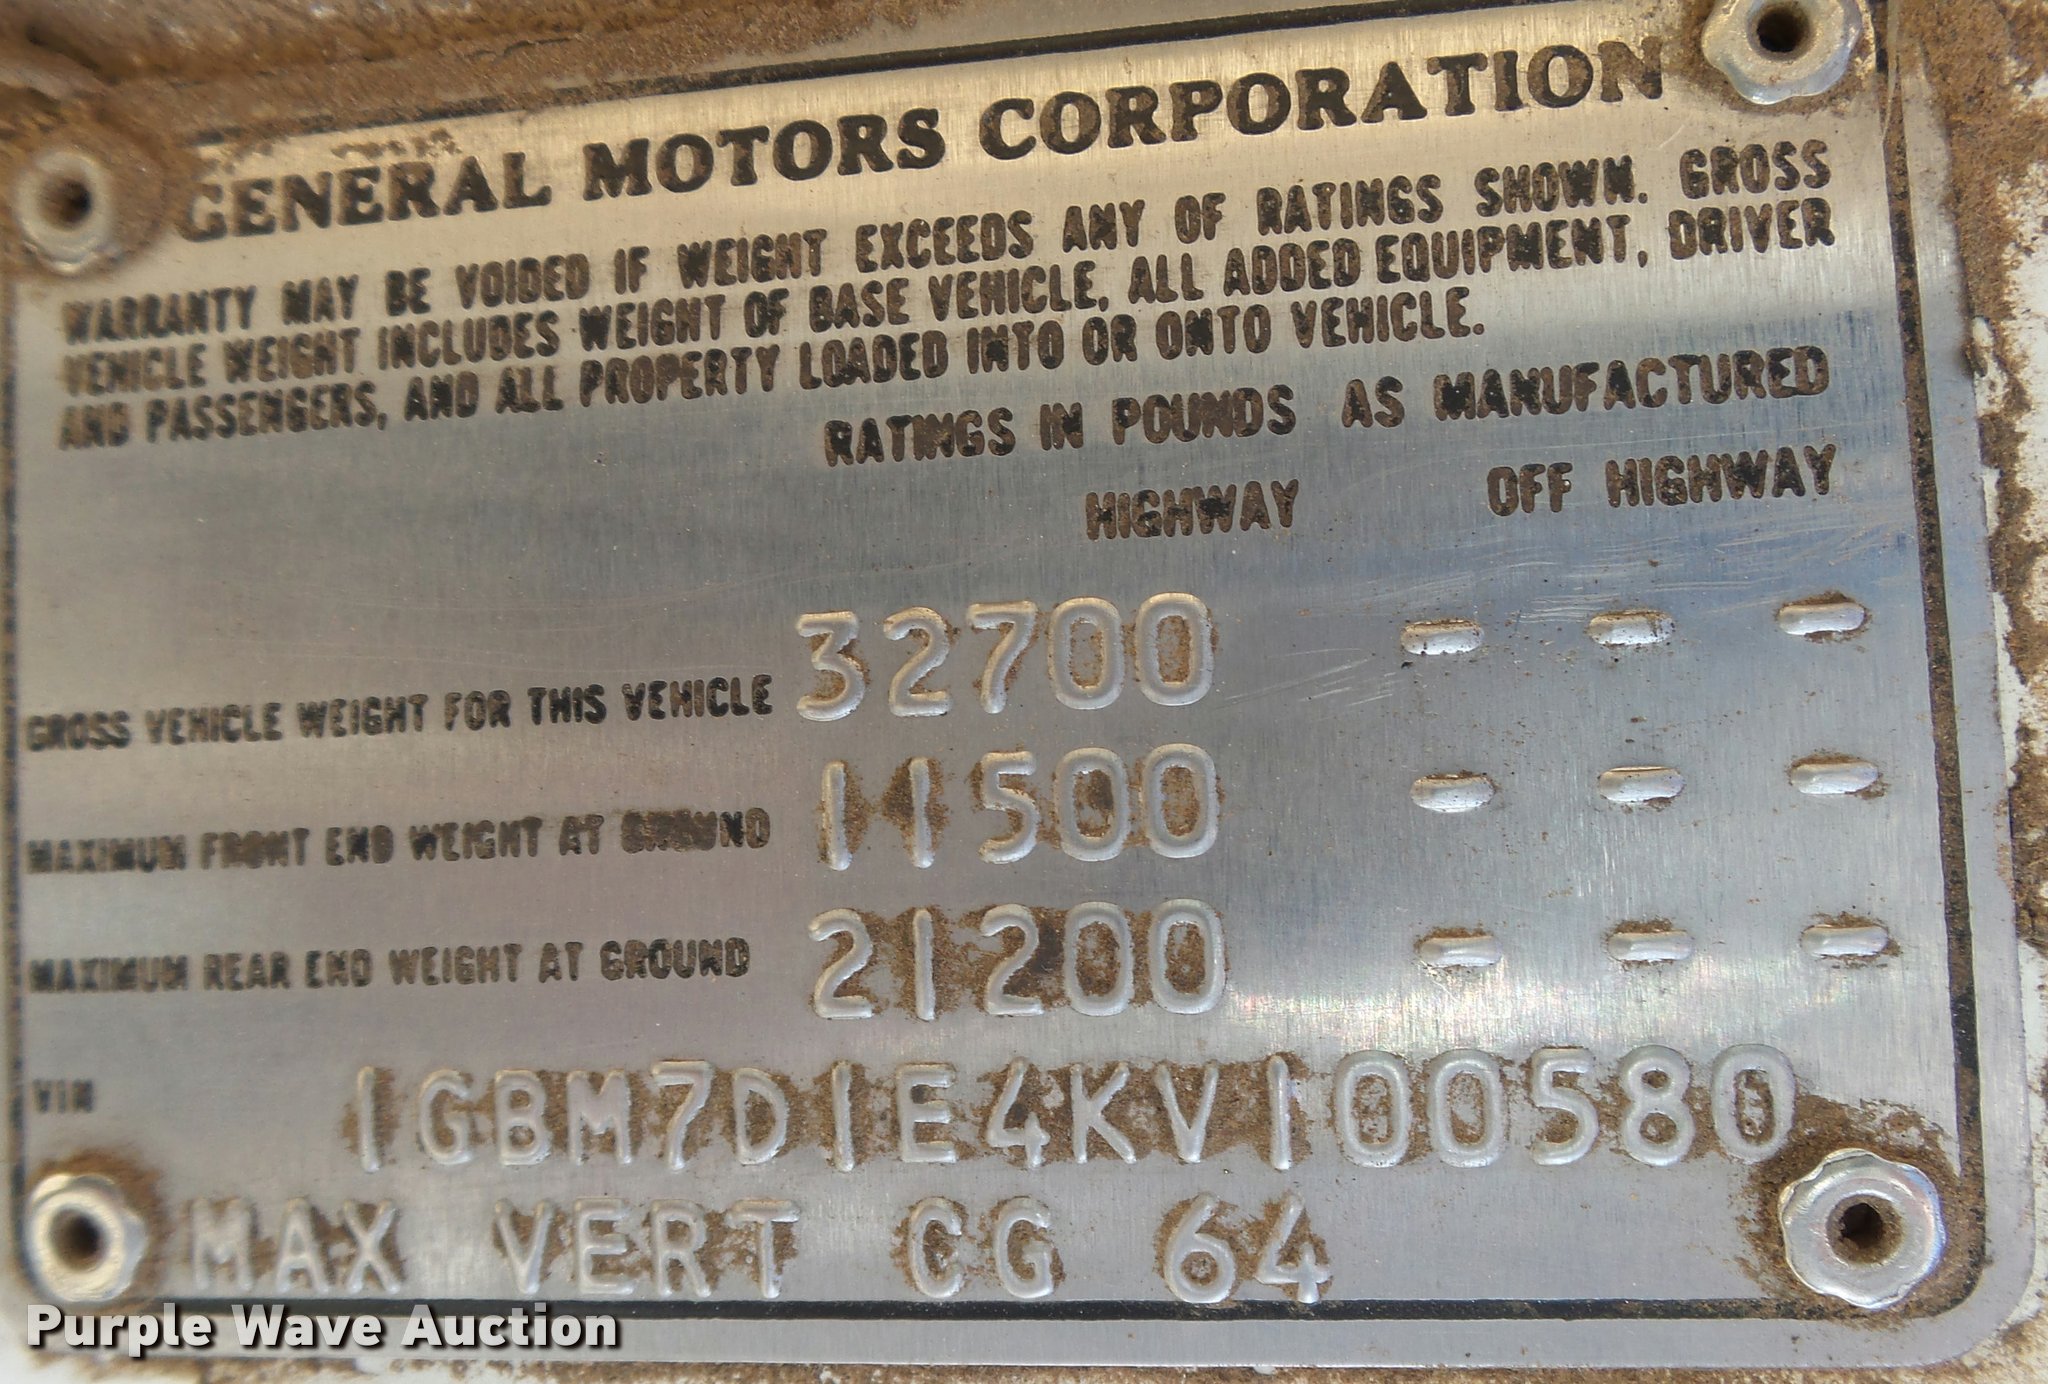 GENERAL MOTORS CORPORATION
WARRANTY MAY BE VOIDED IF WEIGHT EXCEEDS ANY OF RATINGS SHOWN. GROSS
VEHICLE WEIGHT INCLUDES WEIGHT OF BASE VEHICLE, ALL ADDED EQUIPMENT, DRIVER
AND PASSENGERS, AND ALL PROPERTY LOADED INTO OR ONTO VEHICLE.
RATINGS IN POUNDS AS MANUFACTURED
HIGHWAY OFF HIGHWAY
GROSS VEHICLE WEIGHT FOR THIS VEHICLE 32700 - - -
MAXIMUM FRONT END WEIGHT AT GROUND 11500 - - -
MAXIMUM REAR END WEIGHT AT GROUND 21200 - - -
VIN 1GBM7D1E4KV100580
MAX VERT CG 64
Purple Wave Auction